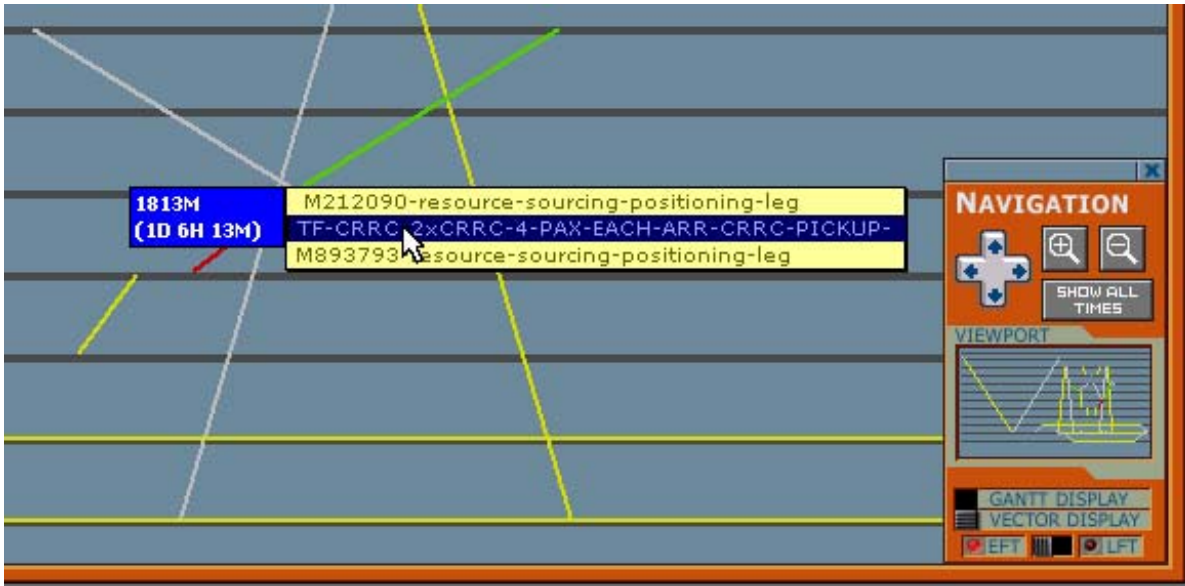 1813M
(1D 6H 13M)
M212090-resource-sourcing-positioning-leg
TF-CRRC-2xCRRC-4-PAX-EACH-ARR-CRRC-PICKUP-
M893793-resource-sourcing-positioning-leg
NAVIGATION
SHOW ALL
TIMES
VIEWPORT
GANTT DISPLAY
VECTOR DISPLAY
EFT
LFT